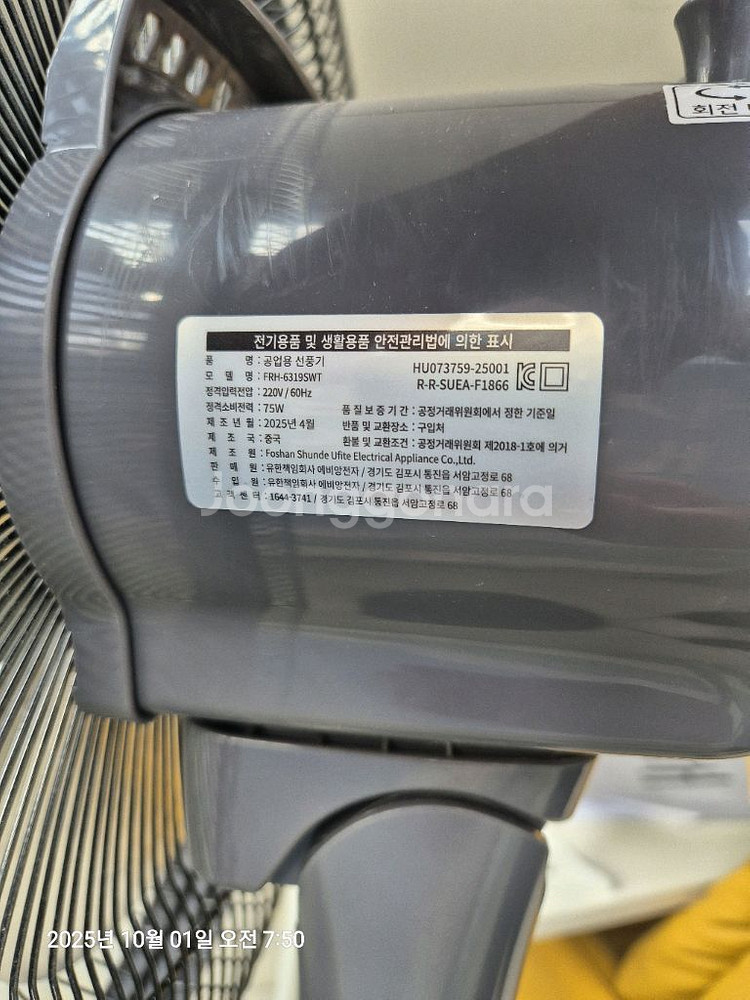 회전
전기용품 및 생활용품 안전관리법에 의한 표시
품 명 : 공업용 선풍기
모 델 명 : FRH-6319SWT
HU073759-25001
R-R-SUEA-F1866
정격입력전압 : 220V / 60Hz
정격소비전력 : 75W
품 질 보 증 기 간 : 공정거래위원회에서 정한 기준일
제 조 년 월 : 2025년 4월
반품 및 교환장소 : 구입처
제 조 국 : 중국
환불 및 교환조건 : 공정거래위원회 제2018-1호에 의거
제 조 원 : Foshan Shunde Ufite Electrical Appliance Co.,Ltd.
판 매 원 : 유한책임회사 에비앙전자 / 경기도 김포시 통진읍 서암고정로 68
수 입 원 : 유한책임회사 에비앙전자 / 경기도 김포시 통진읍 서암고정로 68
고 객 센 터 : 1644-3741 / 경기도 김포시 통진읍 서암고정로 68
Joonggonara
2025년 10월 01일 오전 7:50